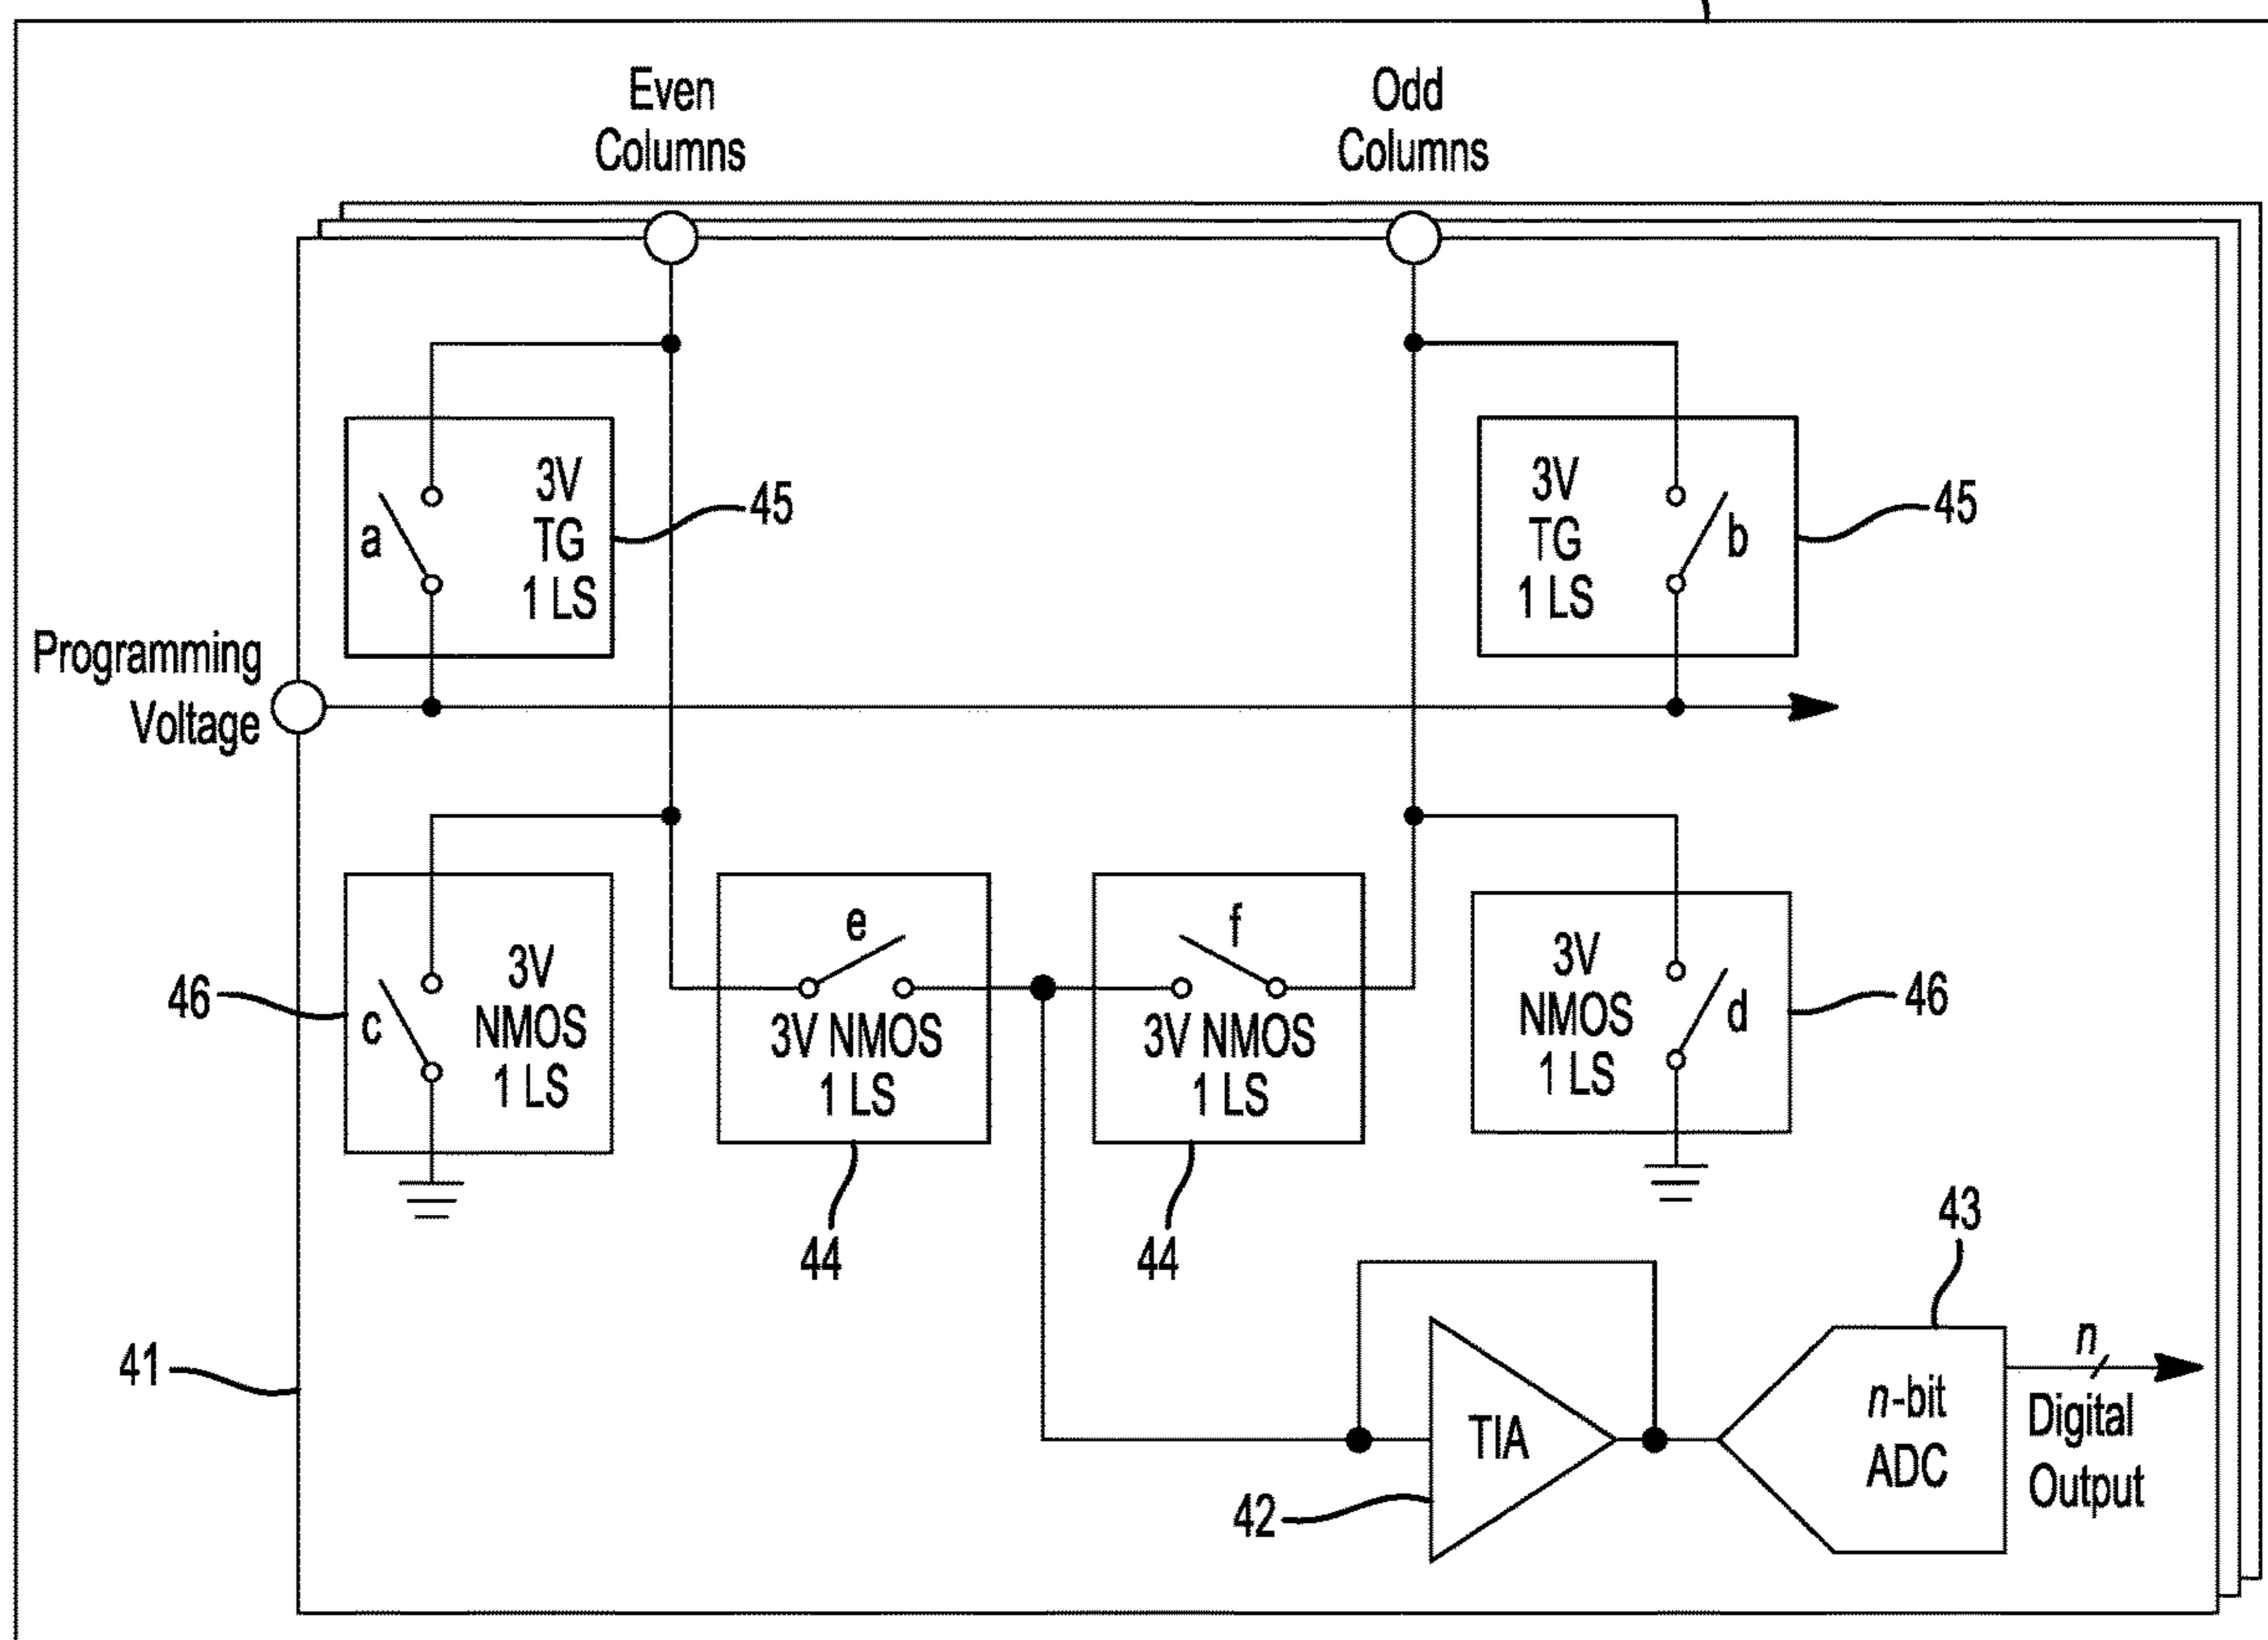 Even
Columns
Odd
Columns
a
3V
TG
1 LS
45
3V
TG
1 LS
b
45
Programming
Voltage
46
c
3V
NMOS
1 LS
e
3V NMOS
1 LS
44
f
3V NMOS
1 LS
44
3V
NMOS
1 LS
d
46
41
42
TIA
43
n-bit
ADC
n
Digital
Output